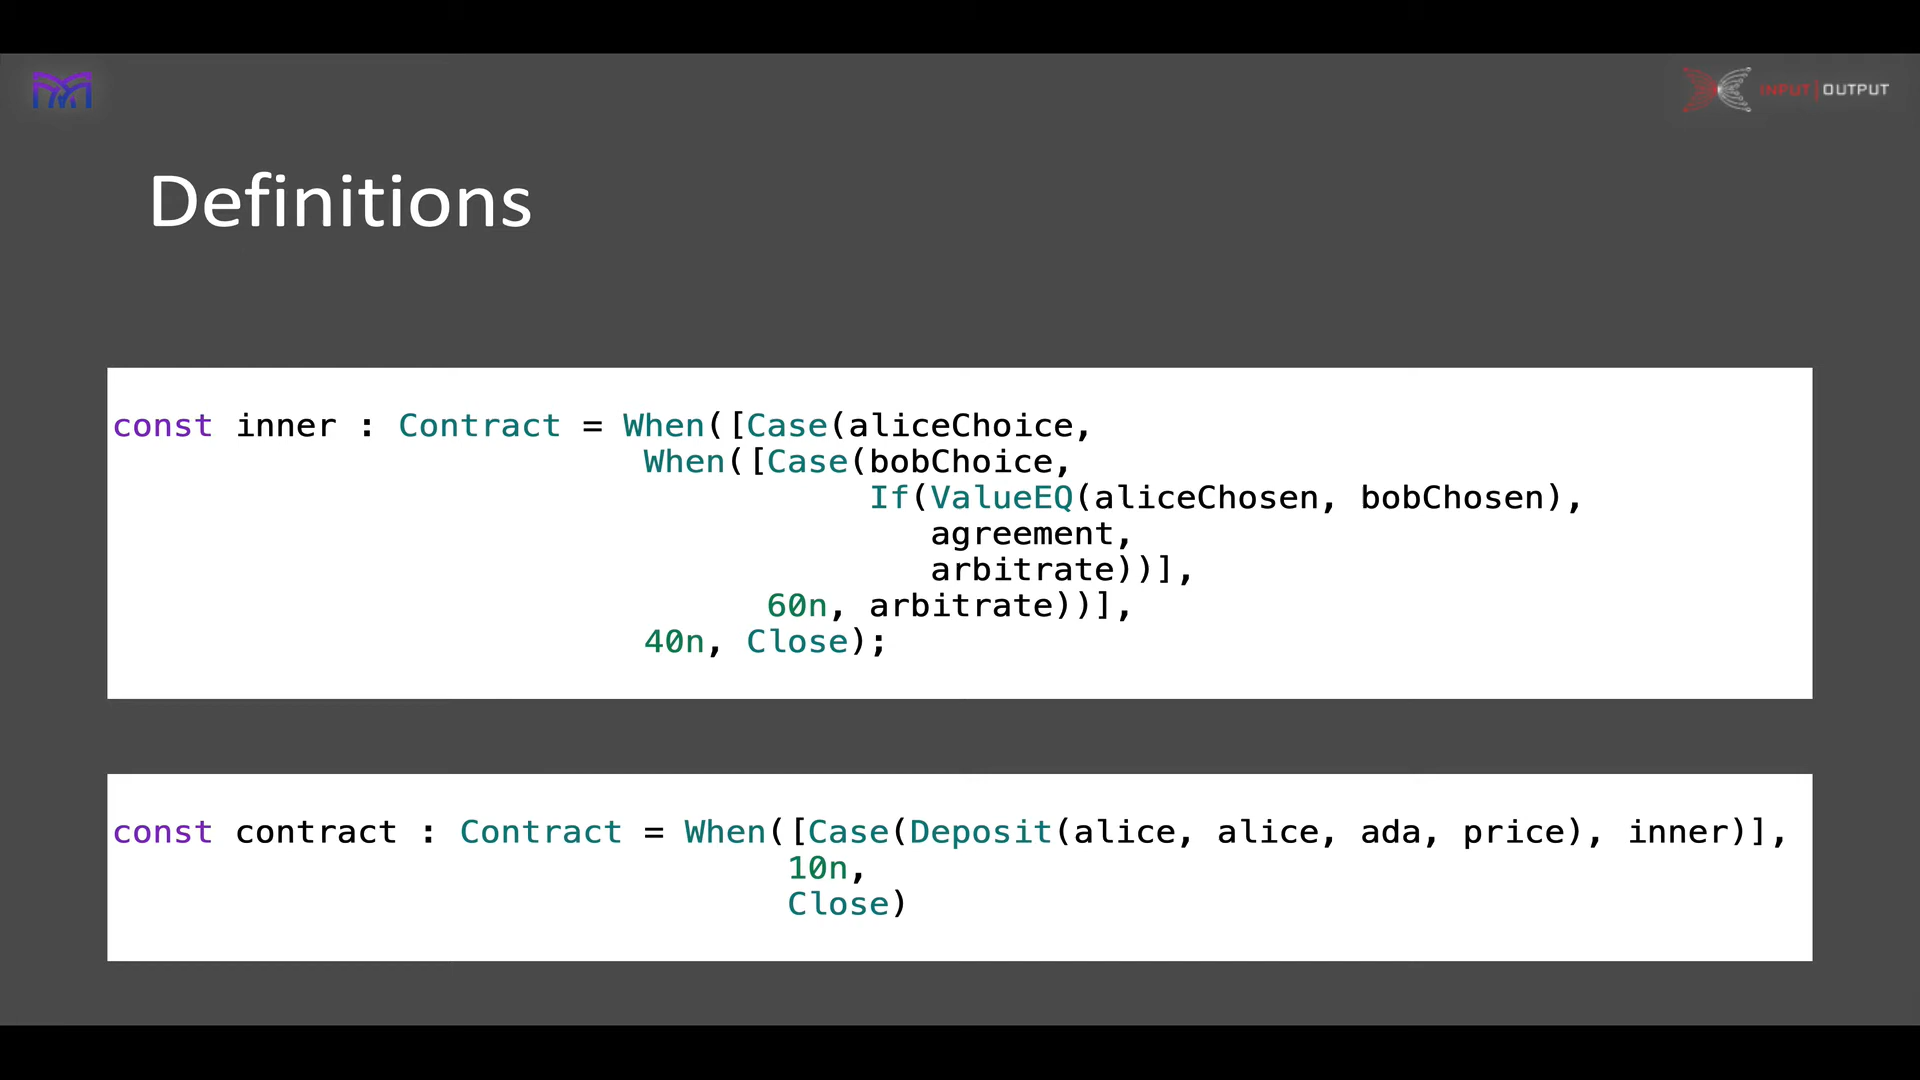 INPUT|OUTPUT
Definitions
const inner : Contract = When([Case(aliceChoice,
When([Case(bobChoice,
If(ValueEQ(aliceChosen, bobChosen),
agreement,
arbitrate))],
60n, arbitrate))],
40n, Close);
const contract : Contract = When([Case(Deposit(alice, alice, ada, price), inner)],
10n,
Close)